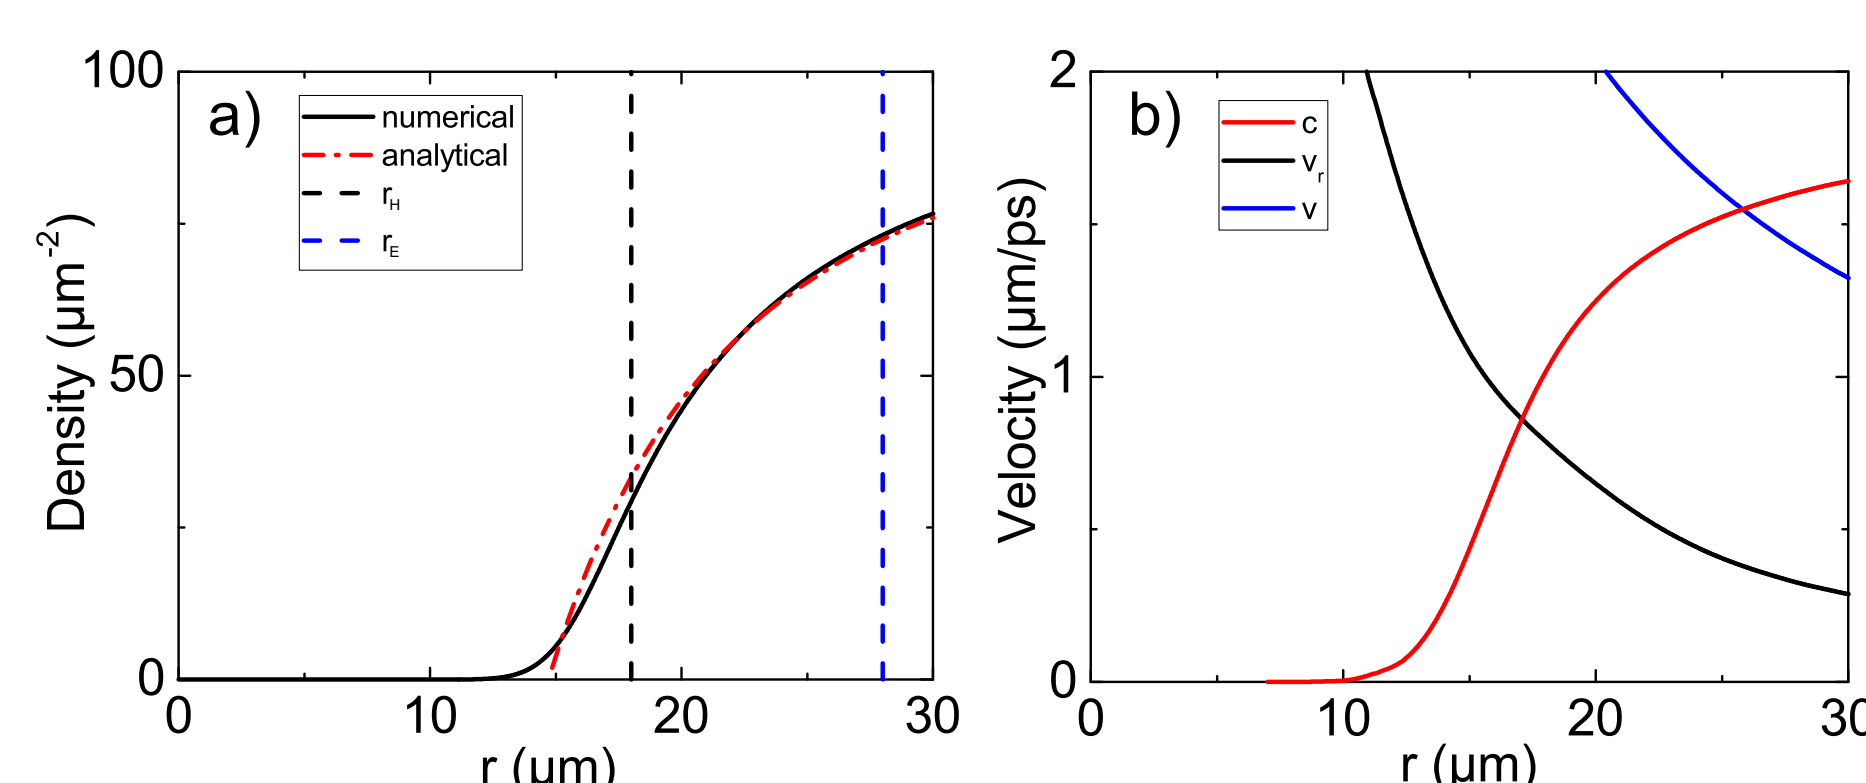 a)
numerical
analytical
r_H
r_E
100
50
0
0 10 20 30
Density (μm⁻²)
r (μm)
b)
c
v_r
v
2
1
0
0 10 20 30
Velocity (μm/ps)
r (μm)